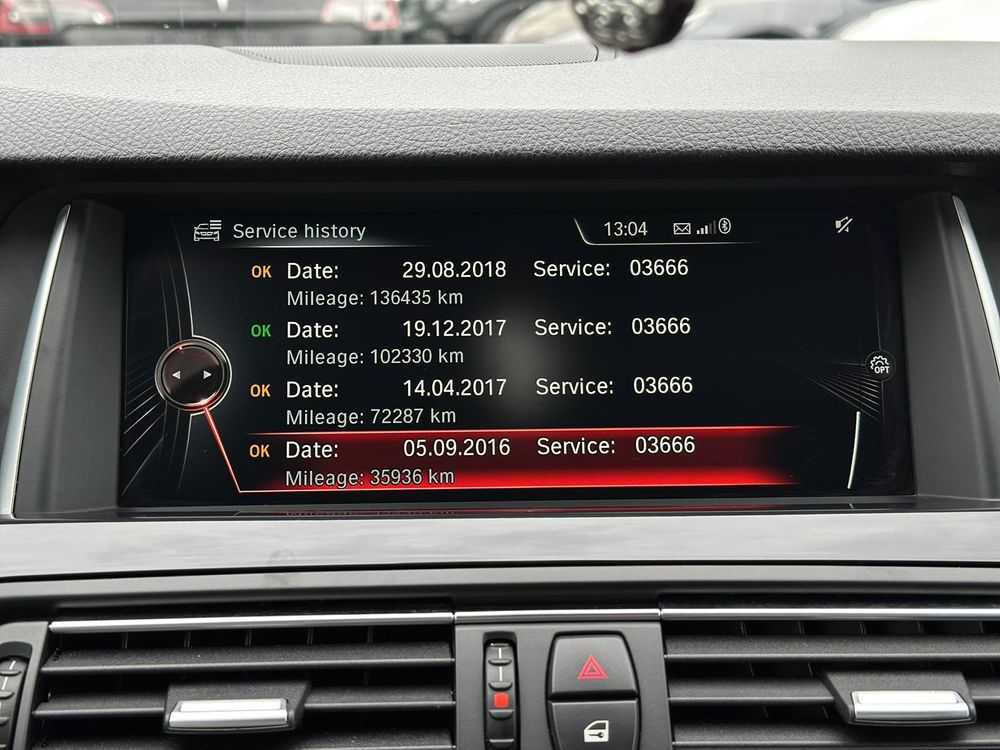 Service history
13:04
OK Date: 29.08.2018 Service: 03666
Mileage: 136435 km
OK Date: 19.12.2017 Service: 03666
Mileage: 102330 km
OPT
OK Date: 14.04.2017 Service: 03666
Mileage: 72287 km
OK Date: 05.09.2016 Service: 03666
Mileage: 35936 km